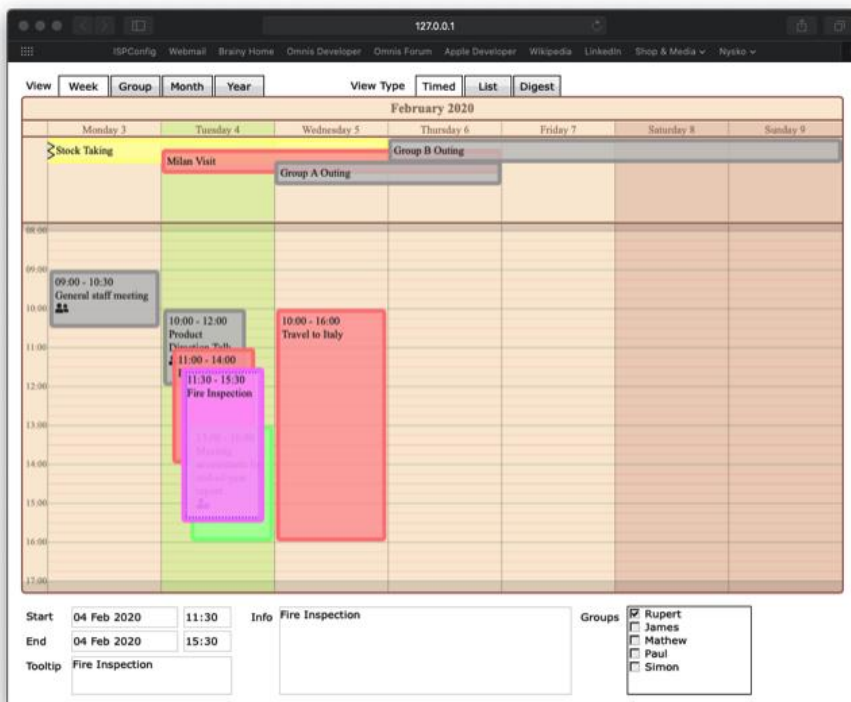 127.0.0.1
ISPConfig Webmail Brainy Home Omnis Developer Omnis Forum Apple Developer Wikipedia LinkedIn Shop & Media Nysko
View Week Group Month Year View Type Timed List Digest
February 2020
Monday 3 Tuesday 4 Wednesday 5 Thursday 6 Friday 7 Saturday 8 Sunday 9
Stock Taking
Group B Outing
Milan Visit
Group A Outing
08:00
09:00
09:00 - 10:30
General staff meeting
10:00
10:00 - 12:00
Product
Direction Talk
10:00 - 16:00
Travel to Italy
11:00
11:00 - 14:00
11:30 - 15:30
Fire Inspection
12:00
13:00
14:00
15:00
16:00
17:00
Start 04 Feb 2020 11:30 Info Fire Inspection Groups Rupert
James
End 04 Feb 2020 15:30 Mathew
Paul
Tooltip Fire Inspection Simon